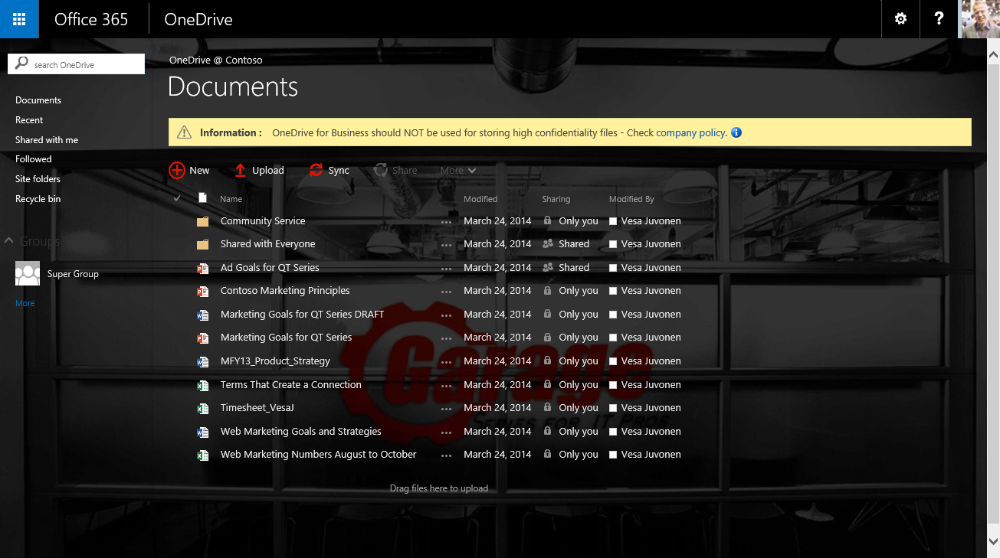 Office 365 OneDrive ?
search OneDrive
Documents
Recent
Shared with me
Followed
Site folders
Recycle bin
Groups
Super Group
More
OneDrive @ Contoso
Documents
Information : OneDrive for Business should NOT be used for storing high confidentiality files - Check company policy.
New Upload Sync Share More
Name Modified Sharing Modified By
Community Service ... March 24, 2014 Only you Vesa Juvonen
Shared with Everyone ... March 24, 2014 Shared Vesa Juvonen
Ad Goals for QT Series ... March 24, 2014 Shared Vesa Juvonen
Contoso Marketing Principles ... March 24, 2014 Only you Vesa Juvonen
Marketing Goals for QT Series DRAFT ... March 24, 2014 Only you Vesa Juvonen
Marketing Goals for QT Series ... March 24, 2014 Only you Vesa Juvonen
MFY13_Product_Strategy ... March 24, 2014 Only you Vesa Juvonen
Terms That Create a Connection ... March 24, 2014 Only you Vesa Juvonen
Timesheet_VesaJ ... March 24, 2014 Only you Vesa Juvonen
Web Marketing Goals and Strategies ... March 24, 2014 Only you Vesa Juvonen
Web Marketing Numbers August to October ... March 24, 2014 Only you Vesa Juvonen
Drag files here to upload
Garage
SERIES FOR IT PROS